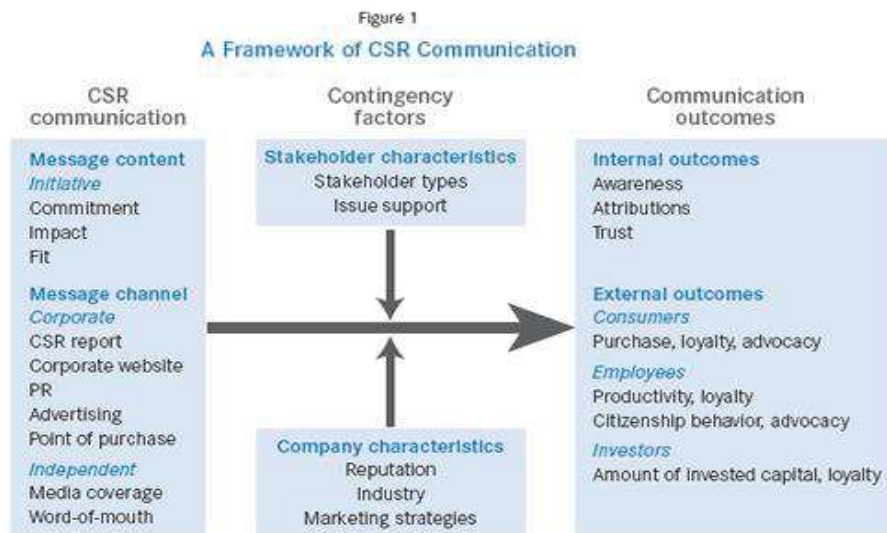 Figure 1
A Framework of CSR Communication
CSR
communication
Message content
Initiative
Commitment
Impact
Fit
Message channel
Corporate
CSR report
Corporate website
PR
Advertising
Point of purchase
Independent
Media coverage
Word-of-mouth
Contingency
factors
Stakeholder characteristics
Stakeholder types
Issue support
Company characteristics
Reputation
Industry
Marketing strategies
Communication
outcomes
Internal outcomes
Awareness
Attributions
Trust
External outcomes
Consumers
Purchase, loyalty, advocacy
Employees
Productivity, loyalty
Citizenship behavior, advocacy
Investors
Amount of invested capital, loyalty